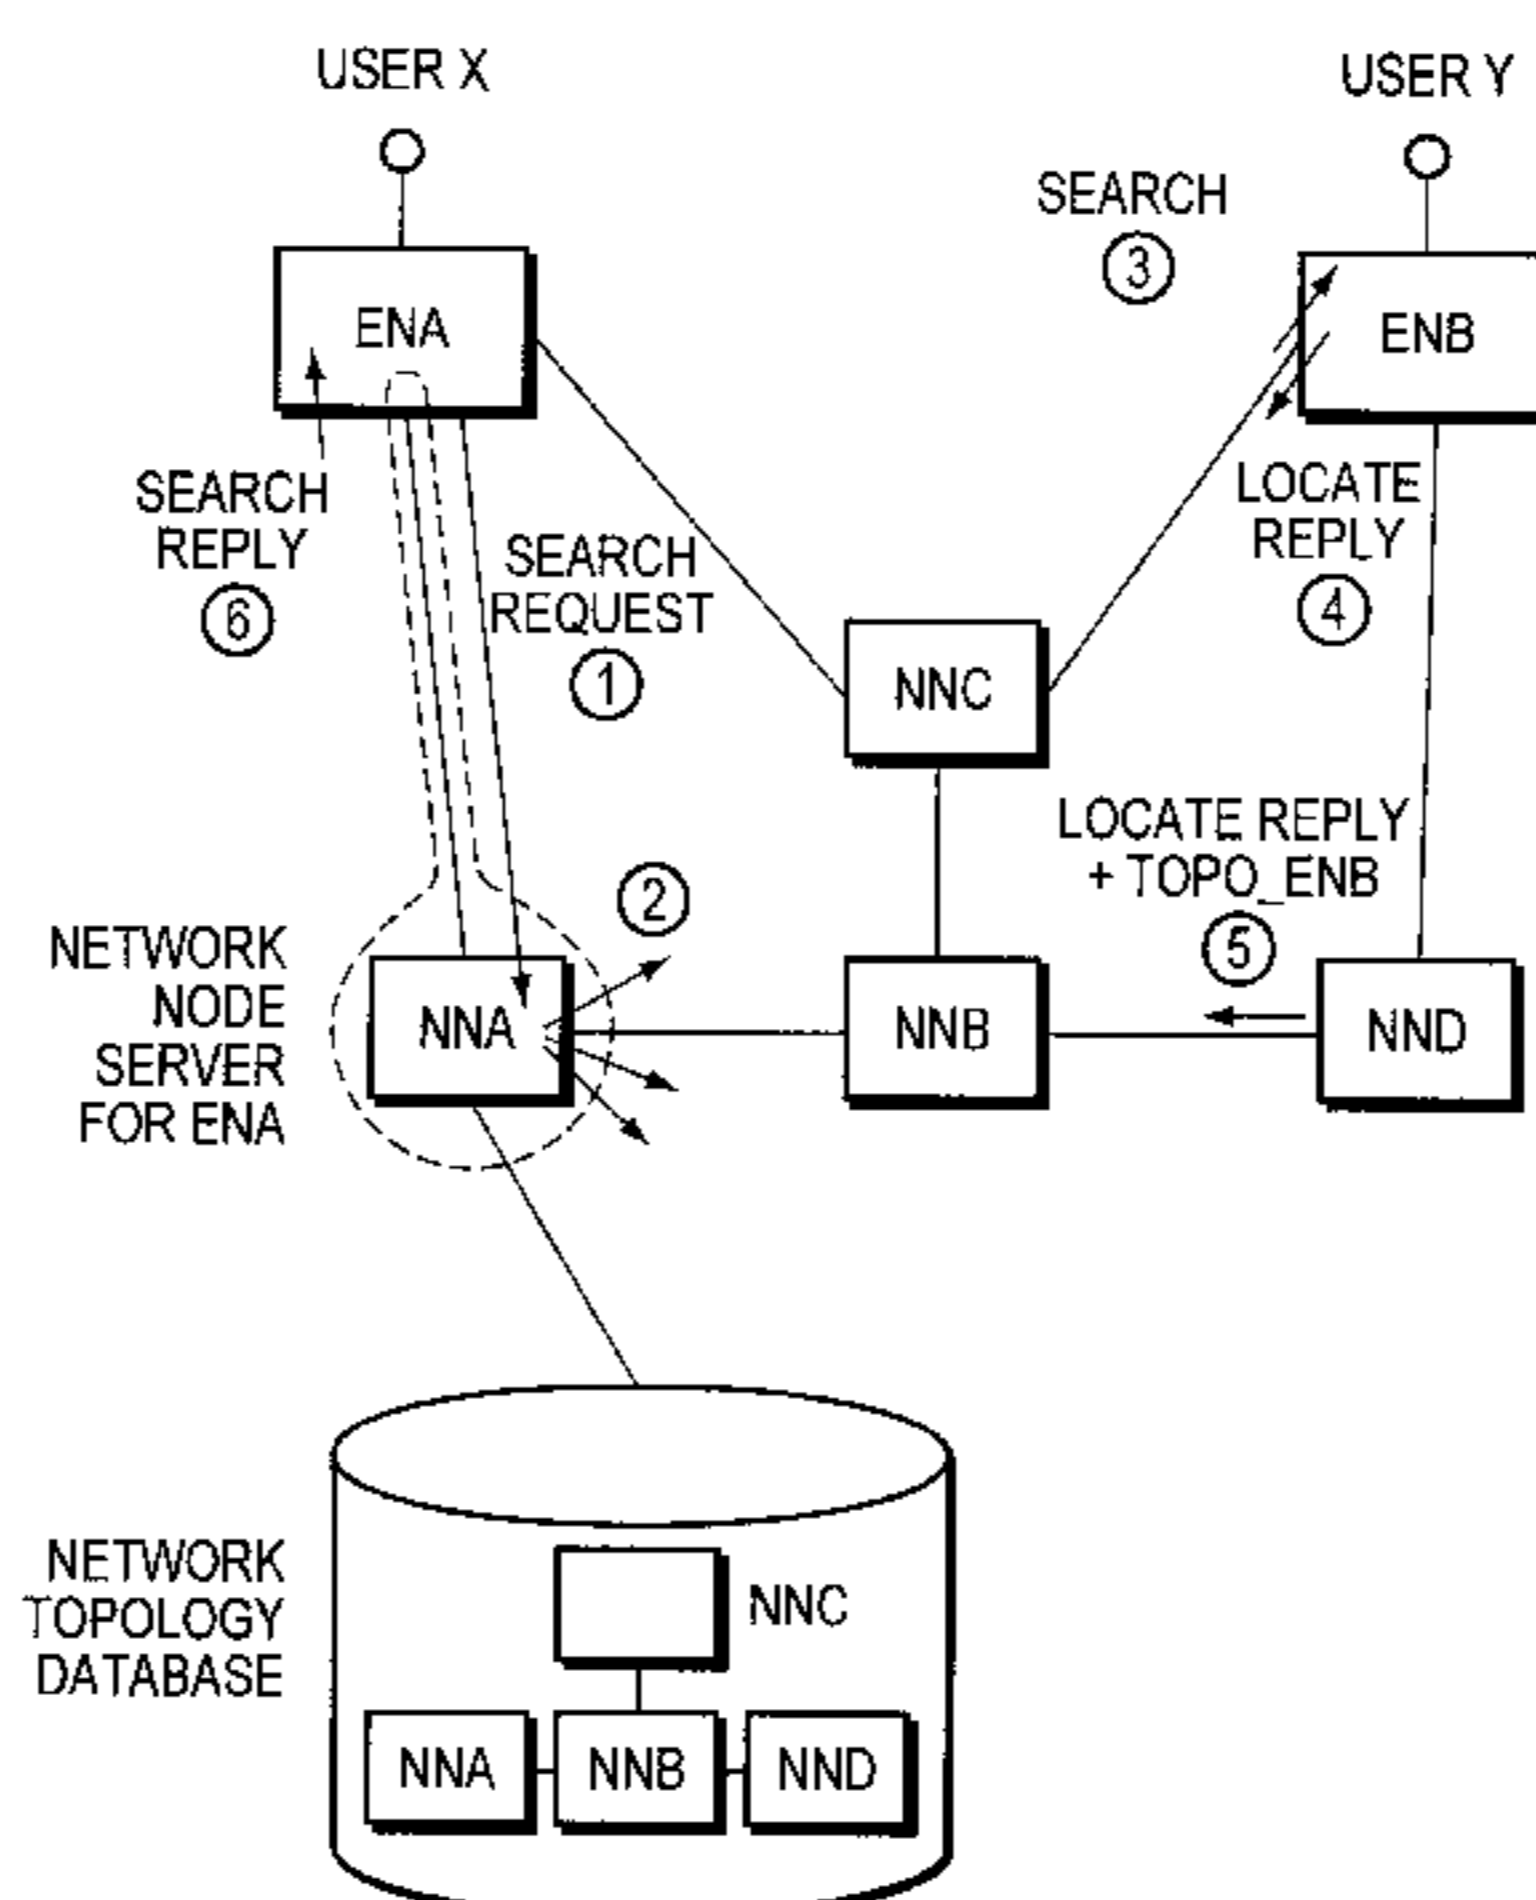 USER X
USER Y
SEARCH
3
ENA
ENB
SEARCH
REPLY
6
SEARCH
REQUEST
1
LOCATE
REPLY
4
NNC
LOCATE REPLY
+ TOPO_ENB
5
2
NETWORK
NODE
SERVER
FOR ENA
NNA
NNB
NND
NETWORK
TOPOLOGY
DATABASE
NNC
NNA
NNB
NND